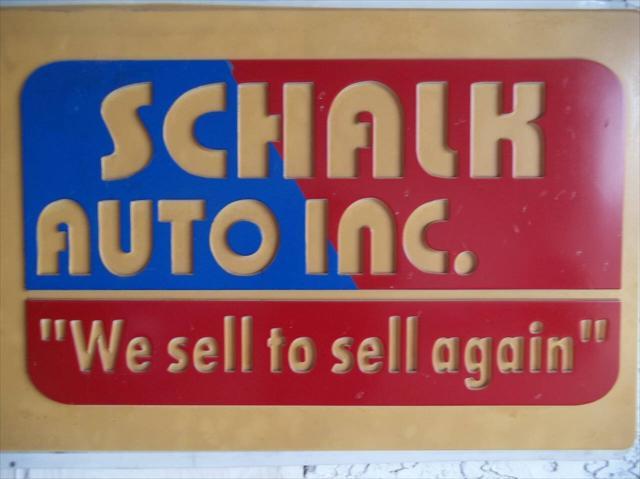 SCHALK
AUTO INC.
"We sell to sell again"